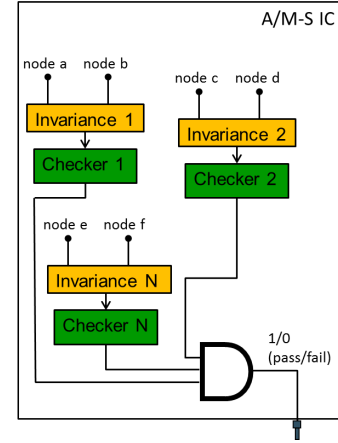 A/M-S IC
node a
node b
node c
node d
Invariance 1
Invariance 2
Checker 1
Checker 2
node e
node f
Invariance N
Checker N
1/0
(pass/fail)